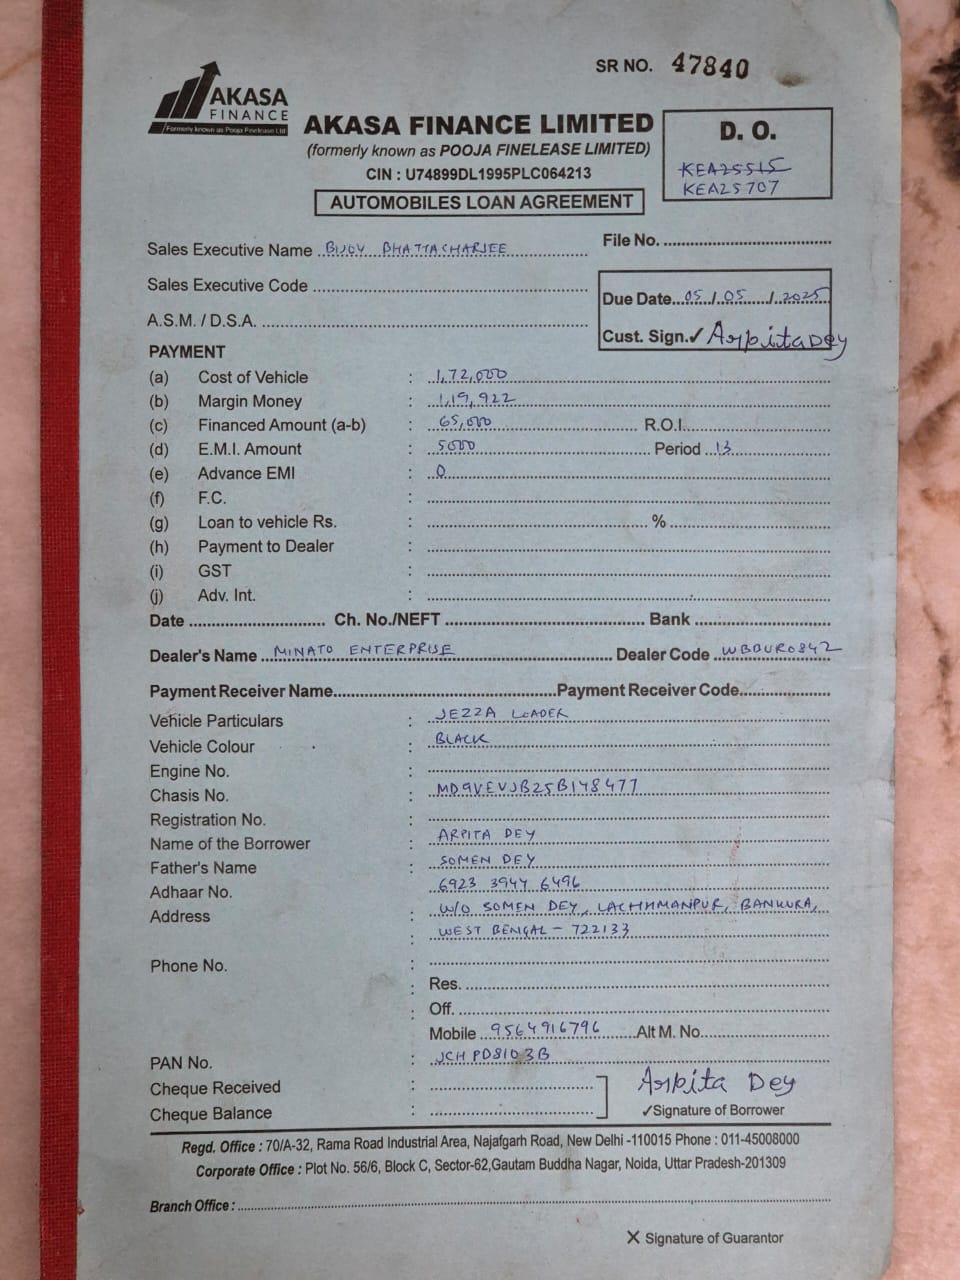 SR NO. 47840
AKASA
FINANCE
Formerly known as Pooja Finelease Ltd
AKASA FINANCE LIMITED
(formerly known as POOJA FINELEASE LIMITED)
CIN : U74899DL1995PLC064213
AUTOMOBILES LOAN AGREEMENT
D. O.
KEA25515
KEA25707
Sales Executive Name BIJOY BHATTACHARJEE
File No.
Sales Executive Code
Due Date 05/05/2025
A.S.M. / D.S.A.
Cust. Sign.✓ Arpita Dey
PAYMENT
(a) Cost of Vehicle : 1,72,000
(b) Margin Money : 1,19,922
(c) Financed Amount (a-b) : 65,000 R.O.I.
(d) E.M.I. Amount : 5000 Period 13
(e) Advance EMI : 0
(f) F.C. :
(g) Loan to vehicle Rs. : %
(h) Payment to Dealer :
(i) GST :
(j) Adv. Int. :
Date Ch. No./NEFT Bank
Dealer's Name MINATO ENTERPRISE Dealer Code WBBUR0842
Payment Receiver Name Payment Receiver Code
Vehicle Particulars : JEZZA LOADER
Vehicle Colour : BLACK
Engine No. :
Chasis No. : MD9VEVJB25B148477
Registration No. :
Name of the Borrower : ARPITA DEY
Father's Name : SOMEN DEY
Adhaar No. : 6923 3944 6496
Address : W/O SOMEN DEY, LACHHMANPUR, BANKURA,
: WEST BENGAL - 722133
Phone No. :
: Res.
: Off.
Mobile 9564916796 Alt M. No.
PAN No. : JCHPD8103B
Cheque Received :
Cheque Balance :
Arpita Dey
✓Signature of Borrower
Regd. Office : 70/A-32, Rama Road Industrial Area, Najafgarh Road, New Delhi -110015 Phone : 011-45008000
Corporate Office : Plot No. 56/6, Block C, Sector-62,Gautam Buddha Nagar, Noida, Uttar Pradesh-201309
Branch Office :
X Signature of Guarantor